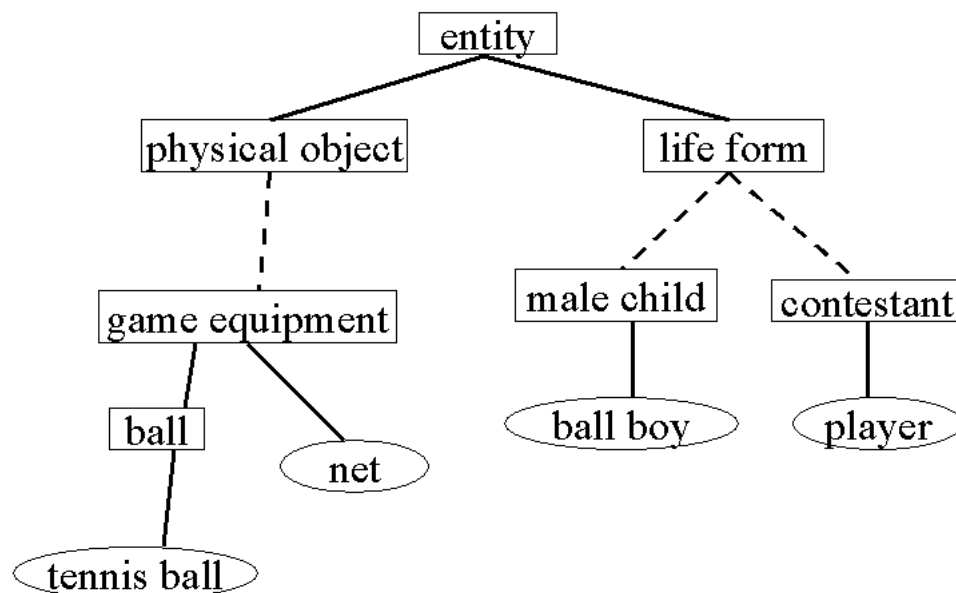 entity
physical object
life form
game equipment
male child
contestant
ball
net
ball boy
player
tennis ball